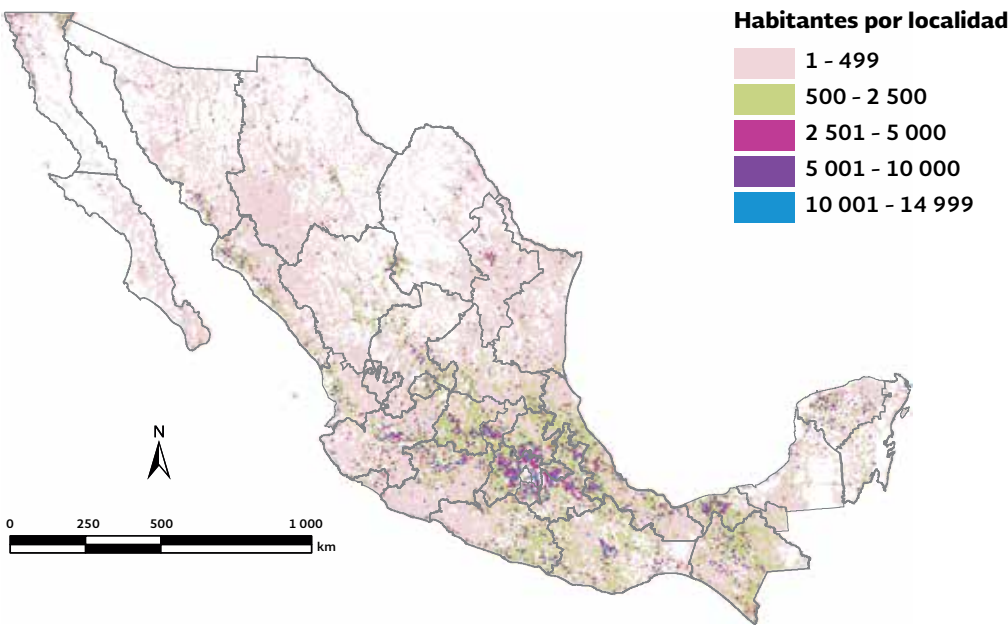 Habitantes por localidad
1 - 499
500 - 2 500
2 501 - 5 000
5 001 - 10 000
10 001 - 14 999
N
0 250 500 1 000
km